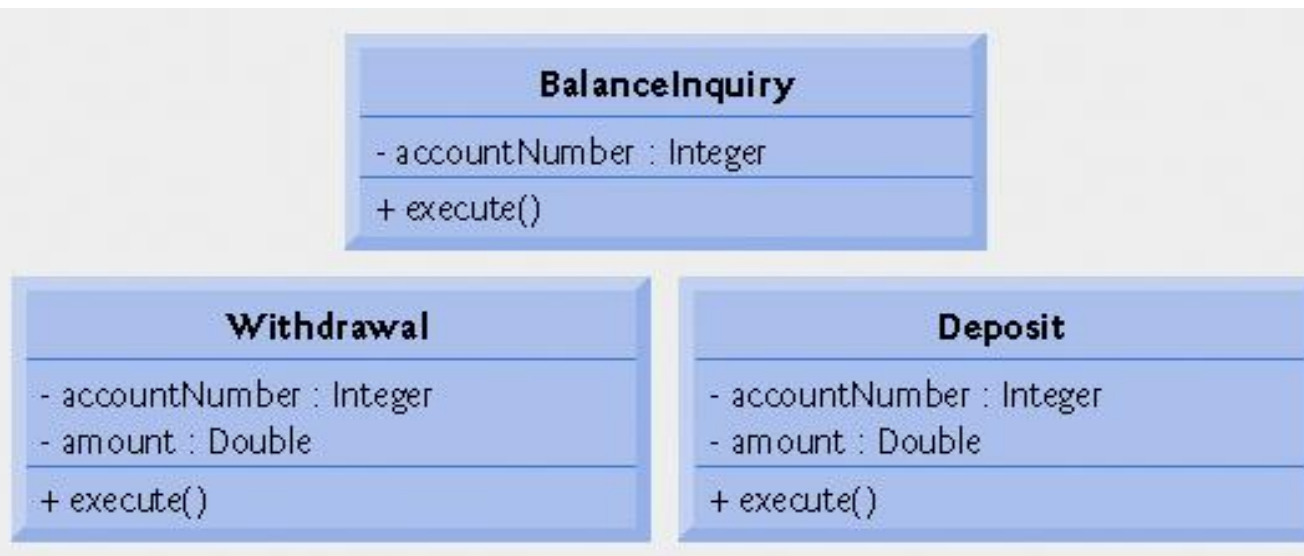 BalanceInquiry
- accountNumber : Integer
+ execute()
Withdrawal
- accountNumber : Integer
- amount : Double
+ execute()
Deposit
- accountNumber : Integer
- amount : Double
+ execute()